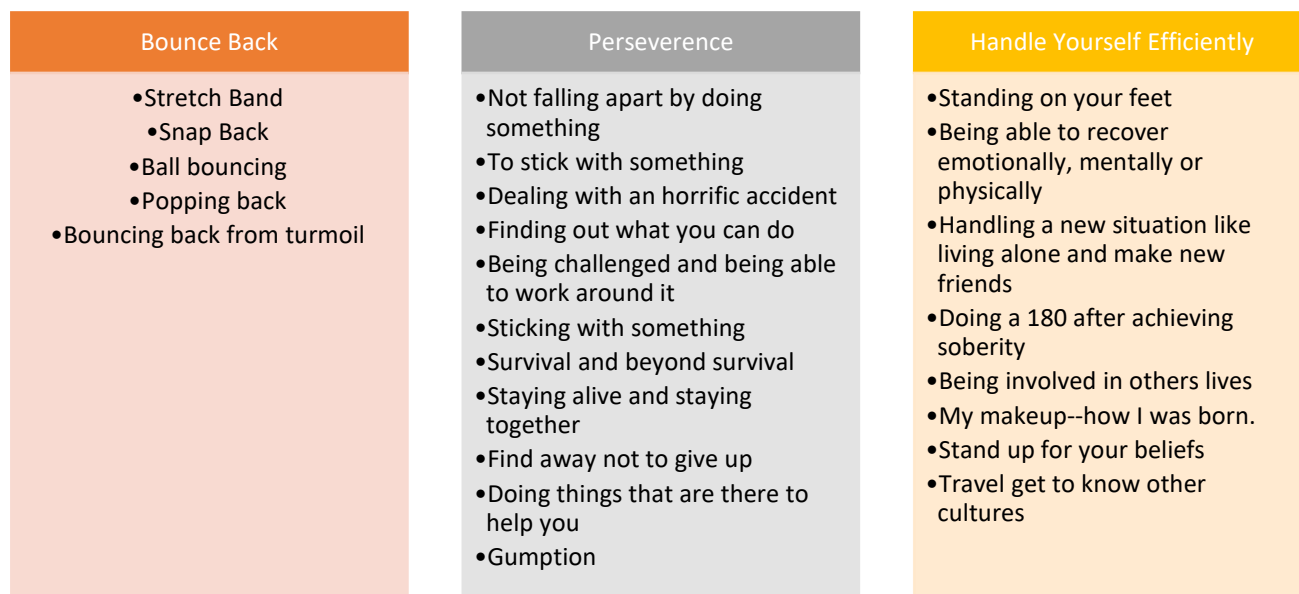 Bounce Back
•Stretch Band
•Snap Back
•Ball bouncing
•Popping back
•Bouncing back from turmoil
Perseverence
•Not falling apart by doing
something
•To stick with something
•Dealing with an horrific accident
•Finding out what you can do
•Being challenged and being able
to work around it
•Sticking with something
•Survival and beyond survival
•Staying alive and staying
together
•Find away not to give up
•Doing things that are there to
help you
•Gumption
Handle Yourself Efficiently
•Standing on your feet
•Being able to recover
emotionally, mentally or
physically
•Handling a new situation like
living alone and make new
friends
•Doing a 180 after achieving
soberity
•Being involved in others lives
•My makeup--how I was born.
•Stand up for your beliefs
•Travel get to know other
cultures